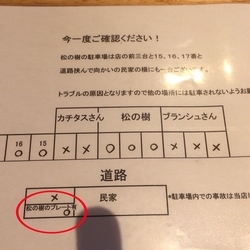 今一度ご確認ください！
松の樹の駐車場は店の前三台と15、16、17番と
道路挟んで向かいの民家の横にも一台ございます。
トラブルの原因となりますので他の場所には駐車されないようお
カチタスさん 松の樹 ブランシュさん
16 15
○ ○ × × ○ ○ ○ × ×
道路
×
松の樹のプレート有
○
民家
*駐車場内での事故は当店に